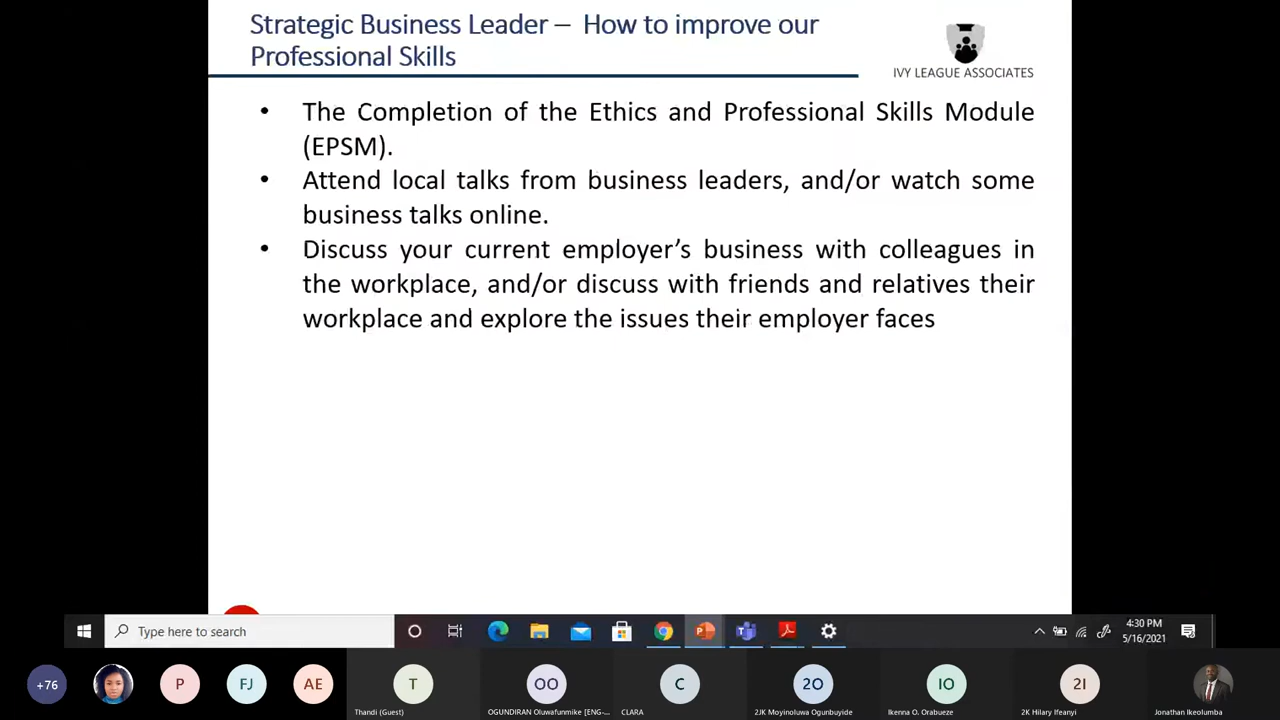 Strategic Business Leader – How to improve our
Professional Skills
IVY LEAGUE ASSOCIATES
• The Completion of the Ethics and Professional Skills Module
(EPSM).
• Attend local talks from business leaders, and/or watch some
business talks online.
• Discuss your current employer’s business with colleagues in
the workplace, and/or discuss with friends and relatives their
workplace and explore the issues their employer faces
Type here to search
4:30 PM
5/16/2021
+76
P
FJ
AE
T
OO
C
2O
IO
2I
Thandi (Guest)
OGUNDIRAN Oluwafunmike [ENG-...
CLARA
2JK Moyinoluwa Ogunbuyide
Ikenna O. Orabueze
2K Hilary Ifeanyi
Jonathan Ikeolumba